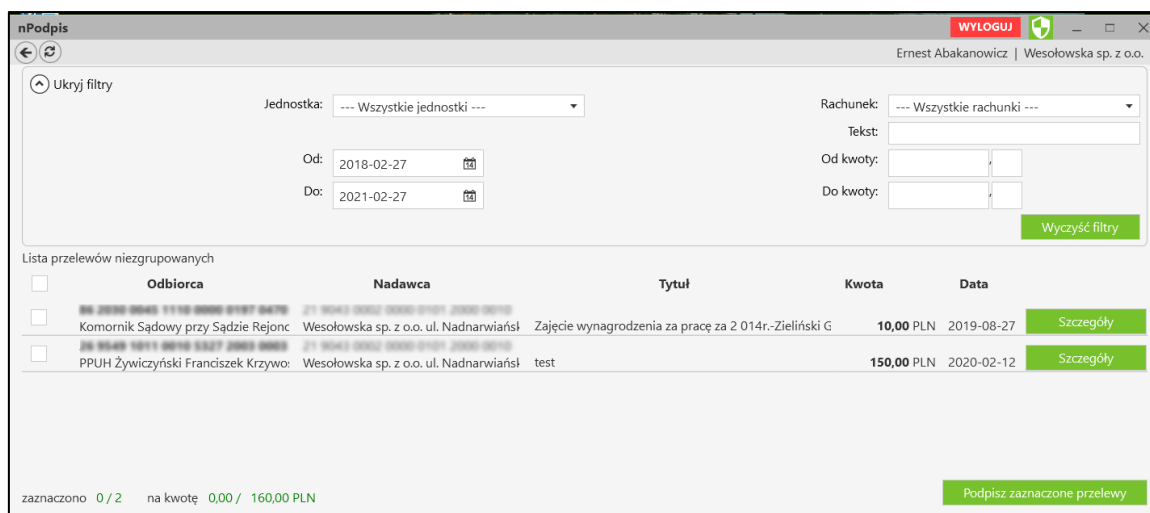 nPodpis WYLOGUJ
Ernest Abakanowicz | Wesołowska sp. z o.o.
Ukryj filtry
Jednostka: --- Wszystkie jednostki --- Rachunek: --- Wszystkie rachunki ---
Tekst:
Od: 2018-02-27 14 Od kwoty: ,
Do: 2021-02-27 14 Do kwoty: ,
Wyczyść filtry
Lista przelewów niezgrupowanych
Odbiorca Nadawca Tytuł Kwota Data
Komornik Sądowy przy Sądzie Rejonc Wesołowska sp. z o.o. ul. Nadnarwiańsk Zajęcie wynagrodzenia za pracę za 2 014r.-Zieliński G 10,00 PLN 2019-08-27 Szczegóły
PPUH Żywiczyński Franciszek Krzywo: Wesołowska sp. z o.o. ul. Nadnarwiańsk test 150,00 PLN 2020-02-12 Szczegóły
zaznaczono 0 / 2 na kwotę 0,00 / 160,00 PLN Podpisz zaznaczone przelewy